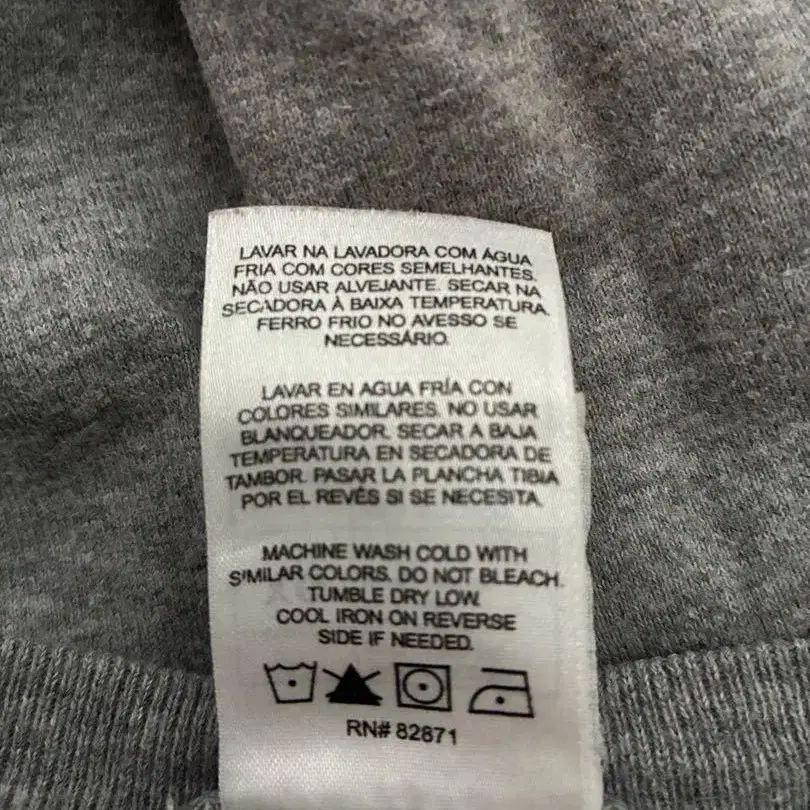 LAVAR NA LAVADORA COM ÁGUA
FRIA COM CORES SEMELHANTES.
NÃO USAR ALVEJANTE. SECAR NA
SECADORA À BAIXA TEMPERATURA.
FERRO FRIO NO AVESSO SE
NECESSÁRIO.
LAVAR EN AGUA FRÍA CON
COLORES SIMILARES. NO USAR
BLANQUEADOR. SECAR A BAJA
TEMPERATURA EN SECADORA DE
TAMBOR. PASAR LA PLANCHA TIBIA
POR EL REVÉS SI SE NECESITA.
MACHINE WASH COLD WITH
SIMILAR COLORS. DO NOT BLEACH.
TUMBLE DRY LOW.
COOL IRON ON REVERSE
SIDE IF NEEDED.
RN# 82871